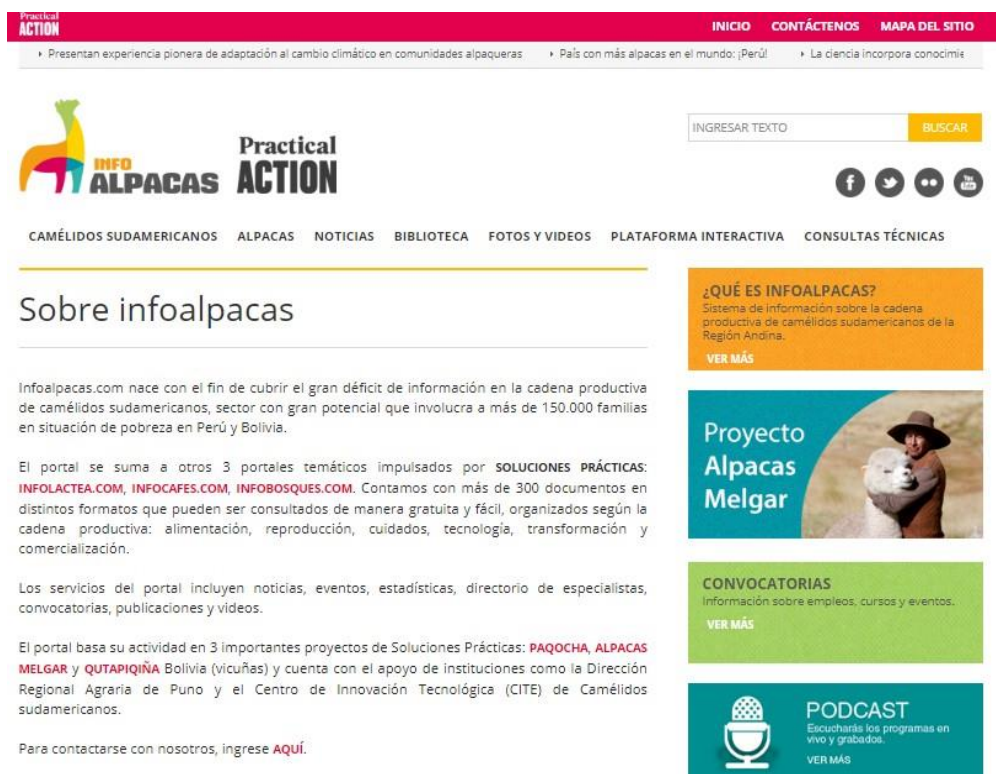 Practical
ACTION
INICIO CONTÁCTENOS MAPA DEL SITIO
Presentan experiencia pionera de adaptación al cambio climático en comunidades alpaqueras País con más alpacas en el mundo: ¡Perú! La ciencia incorpora conocimie
INFO
ALPACAS
Practical
ACTION
INGRESAR TEXTO BUSCAR
f
You
Tube
CAMÉLIDOS SUDAMERICANOS ALPACAS NOTICIAS BIBLIOTECA FOTOS Y VIDEOS PLATAFORMA INTERACTIVA CONSULTAS TÉCNICAS
Sobre infoalpacas
Infoalpacas.com nace con el fin de cubrir el gran déficit de información en la cadena productiva
de camélidos sudamericanos, sector con gran potencial que involucra a más de 150.000 familias
en situación de pobreza en Perú y Bolivia.
El portal se suma a otros 3 portales temáticos impulsados por SOLUCIONES PRÁCTICAS:
INFOLACTEA.COM, INFOCAFES.COM, INFOBOSQUES.COM. Contamos con más de 300 documentos en
distintos formatos que pueden ser consultados de manera gratuita y fácil, organizados según la
cadena productiva: alimentación, reproducción, cuidados, tecnología, transformación y
comercialización.
Los servicios del portal incluyen noticias, eventos, estadísticas, directorio de especialistas,
convocatorias, publicaciones y videos.
El portal basa su actividad en 3 importantes proyectos de Soluciones Prácticas: PAQOCHA, ALPACAS
MELGAR y QUTAPIQIÑA Bolivia (vicuñas) y cuenta con el apoyo de instituciones como la Dirección
Regional Agraria de Puno y el Centro de Innovación Tecnológica (CITE) de Camélidos
sudamericanos.
Para contactarse con nosotros, ingrese AQUÍ.
¿QUÉ ES INFOALPACAS?
Sistema de información sobre la cadena
productiva de camélidos sudamericanos de la
Región Andina.
VER MÁS
Proyecto
Alpacas
Melgar
CONVOCATORIAS
Información sobre empleos, cursos y eventos.
VER MÁS
PODCAST
Escucharás los programas en
vivo y grabados.
VER MÁS